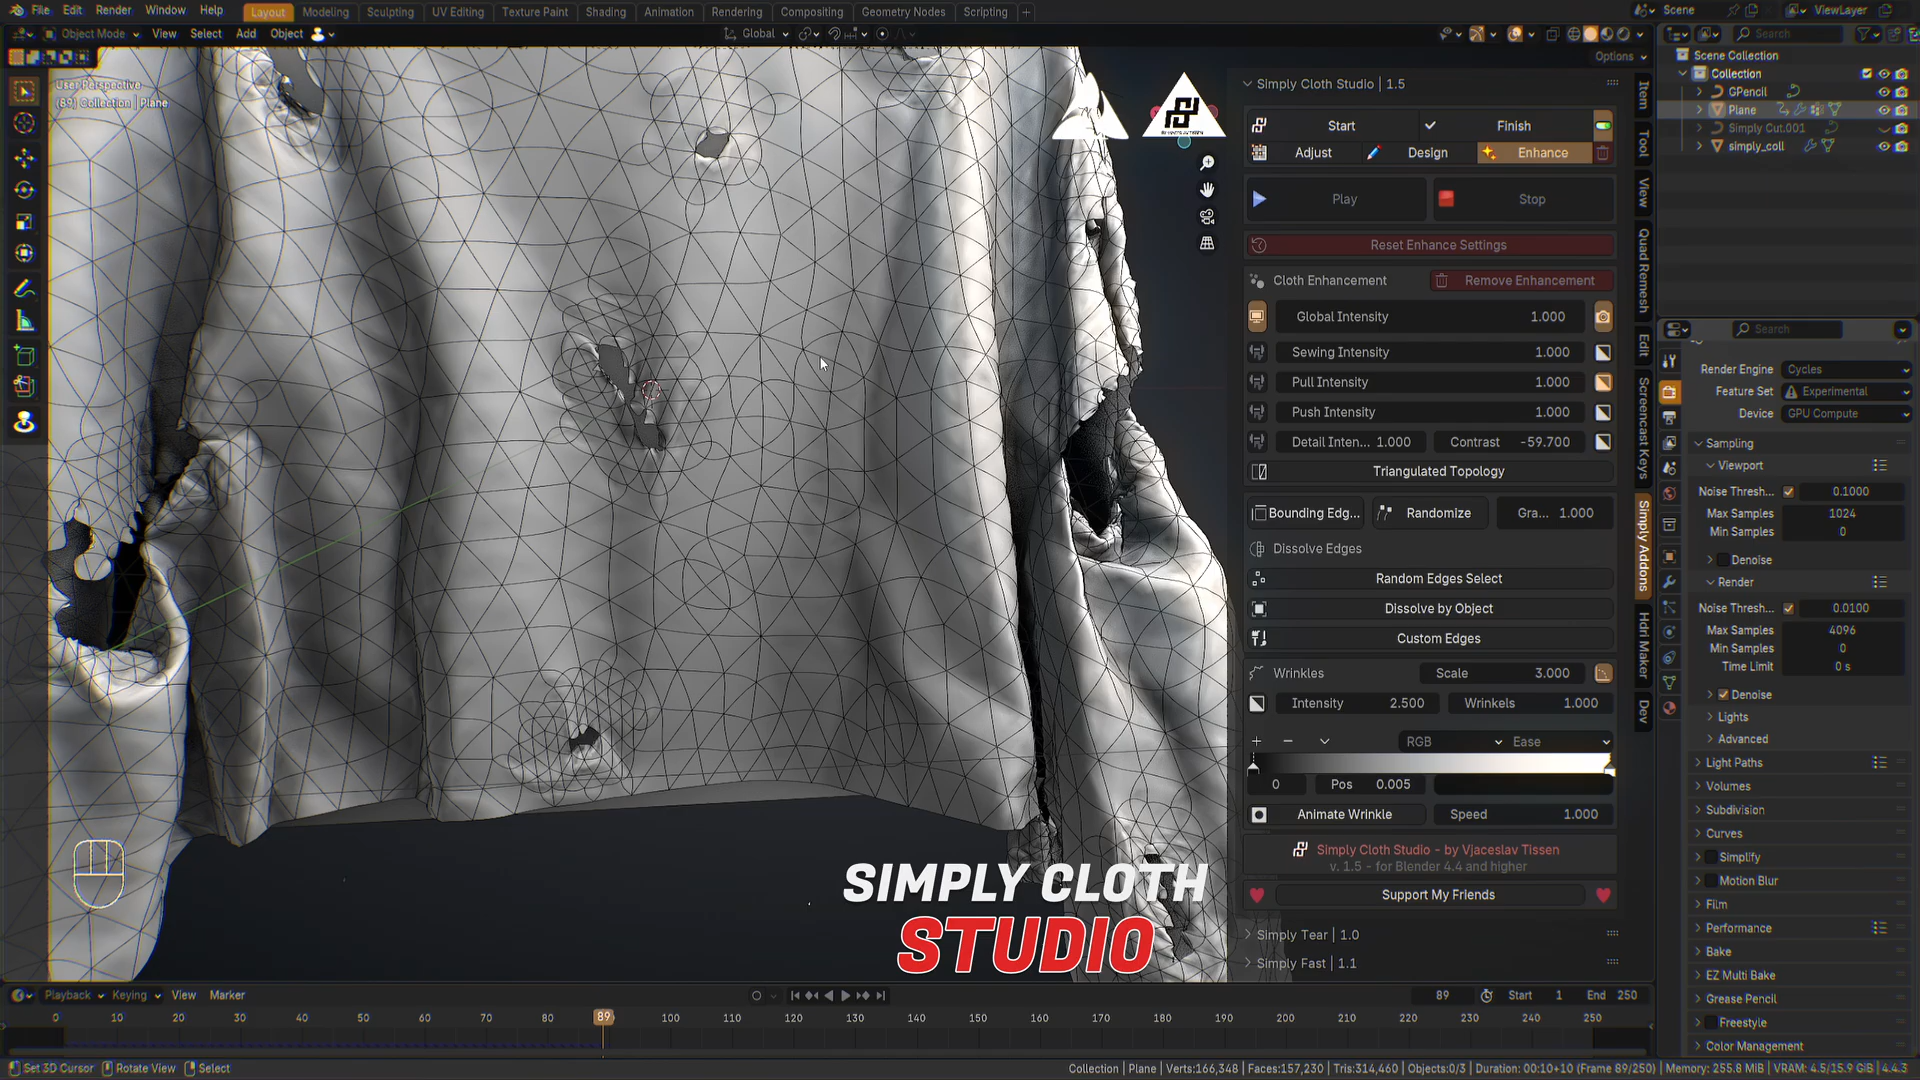 File Edit Render Window Help Layout Modeling Sculpting UV Editing Texture Paint Shading Animation Rendering Compositing Geometry Nodes Scripting + Scene ViewLayer
Object Mode View Select Add Object Global Search
Options
User Perspective
(89) Collection | Plane
Simply Cloth Studio | 1.5
Start Finish
Adjust Design Enhance
Play Stop
Reset Enhance Settings
Cloth Enhancement Remove Enhancement
Global Intensity 1.000
Sewing Intensity 1.000
Pull Intensity 1.000
Push Intensity 1.000
Detail Inten... 1.000 Contrast -59.700
Triangulated Topology
Bounding Edg... Randomize Gra... 1.000
Dissolve Edges
Random Edges Select
Dissolve by Object
Custom Edges
Wrinkles Scale 3.000
Intensity 2.500 Wrinkels 1.000
RGB Ease
0 Pos 0.005
Animate Wrinkle Speed 1.000
Simply Cloth Studio - by Vjaceslav Tissen
v. 1.5 - for Blender 4.4 and higher
Support My Friends
Simply Tear | 1.0
Simply Fast | 1.1
Item
Tool
View
Quad Remesh
Edit
Screencast Keys
Simply Addons
Hdri Maker
Dev
Scene Collection
Collection
GPencil
Plane
Simply Cut.001
simply_coll
Search
Render Engine Cycles
Feature Set Experimental
Device GPU Compute
Sampling
Viewport
Noise Thresh... 0.1000
Max Samples 1024
Min Samples 0
Denoise
Render
Noise Thresh... 0.0100
Max Samples 4096
Min Samples 0
Time Limit 0 s
Denoise
Lights
Advanced
Light Paths
Volumes
Subdivision
Curves
Simplify
Motion Blur
Film
Performance
Bake
EZ Multi Bake
Grease Pencil
Freestyle
Color Management
SIMPLY CLOTH
STUDIO
Playback Keying View Marker 89 Start 1 End 250
0 10 20 30 40 50 60 70 80 89 100 110 120 130 140 150 160 170 180 190 200 210 220 230 240 250
Set 3D Cursor Rotate View Select Collection | Plane | Verts:166,348 | Faces:157,230 | Tris:314,460 | Objects:0/3 | Duration: 00:10+10 (Frame 89/250) | Memory: 255.8 MiB | VRAM: 4.5/15.9 GiB | 4.4.3